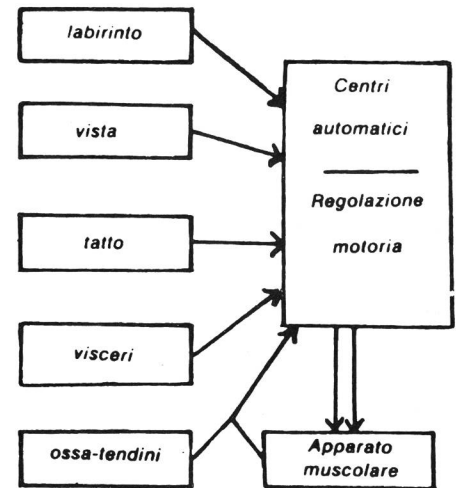 labirinto
vista
tatto
visceri
ossa-tendini
Centri
automatici
Regolazione
motoria
Apparato
muscolare